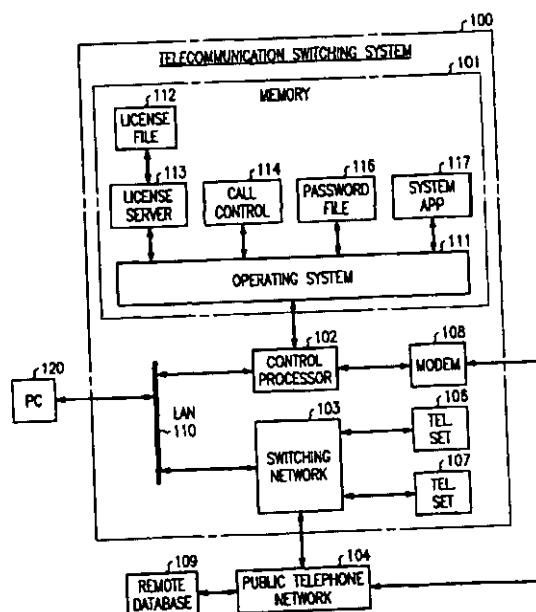 100
TELECOMMUNICATION SWITCHING SYSTEM
101
MEMORY
112
LICENSE
FILE
113
LICENSE
SERVER
114
CALL
CONTROL
116
PASSWORD
FILE
117
SYSTEM
APP
111
OPERATING SYSTEM
102
CONTROL
PROCESSOR
108
MODEM
120
PC
LAN
110
103
SWITCHING
NETWORK
106
TEL
SET
107
TEL.
SET
109
REMOTE
DATABASE
104
PUBLIC TELEPHONE
NETWORK